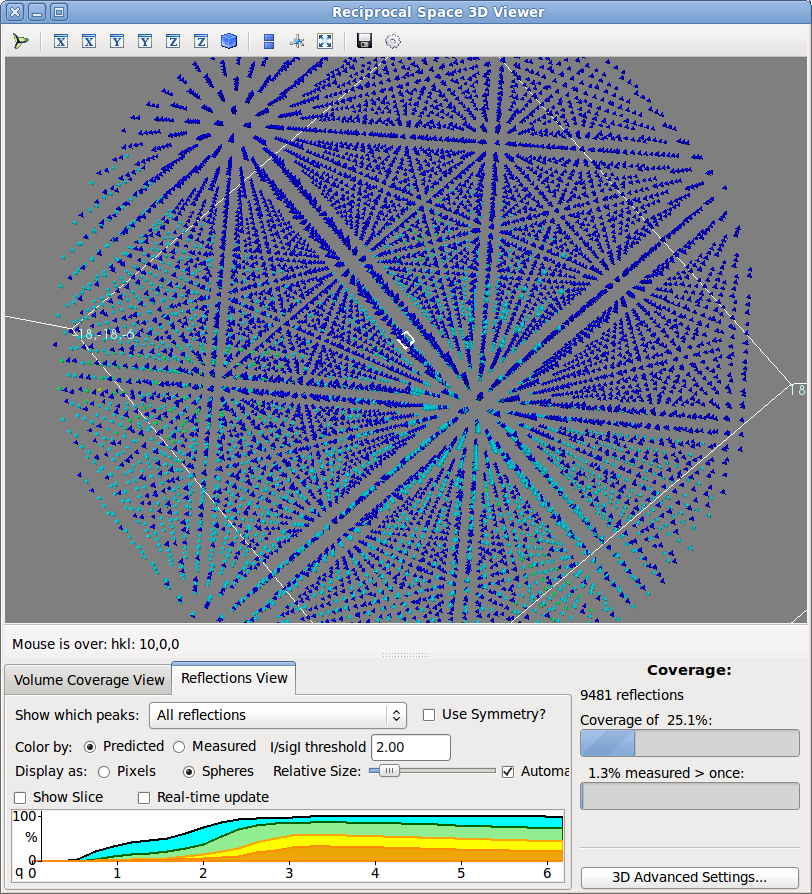 Reciprocal Space 3D Viewer
X X Y Y Z Z
-18,-18,-6
18
Mouse is over: hkl: 10,0,0
Volume Coverage View
Reflections View
Show which peaks: All reflections
Use Symmetry?
Color by: Predicted Measured I/sigI threshold 2.00
Display as: Pixels Spheres Relative Size: Automa
Show Slice Real-time update
100
%
0
q 0 1 2 3 4 5 6
Coverage:
9481 reflections
Coverage of 25.1%:
1.3% measured > once:
3D Advanced Settings...